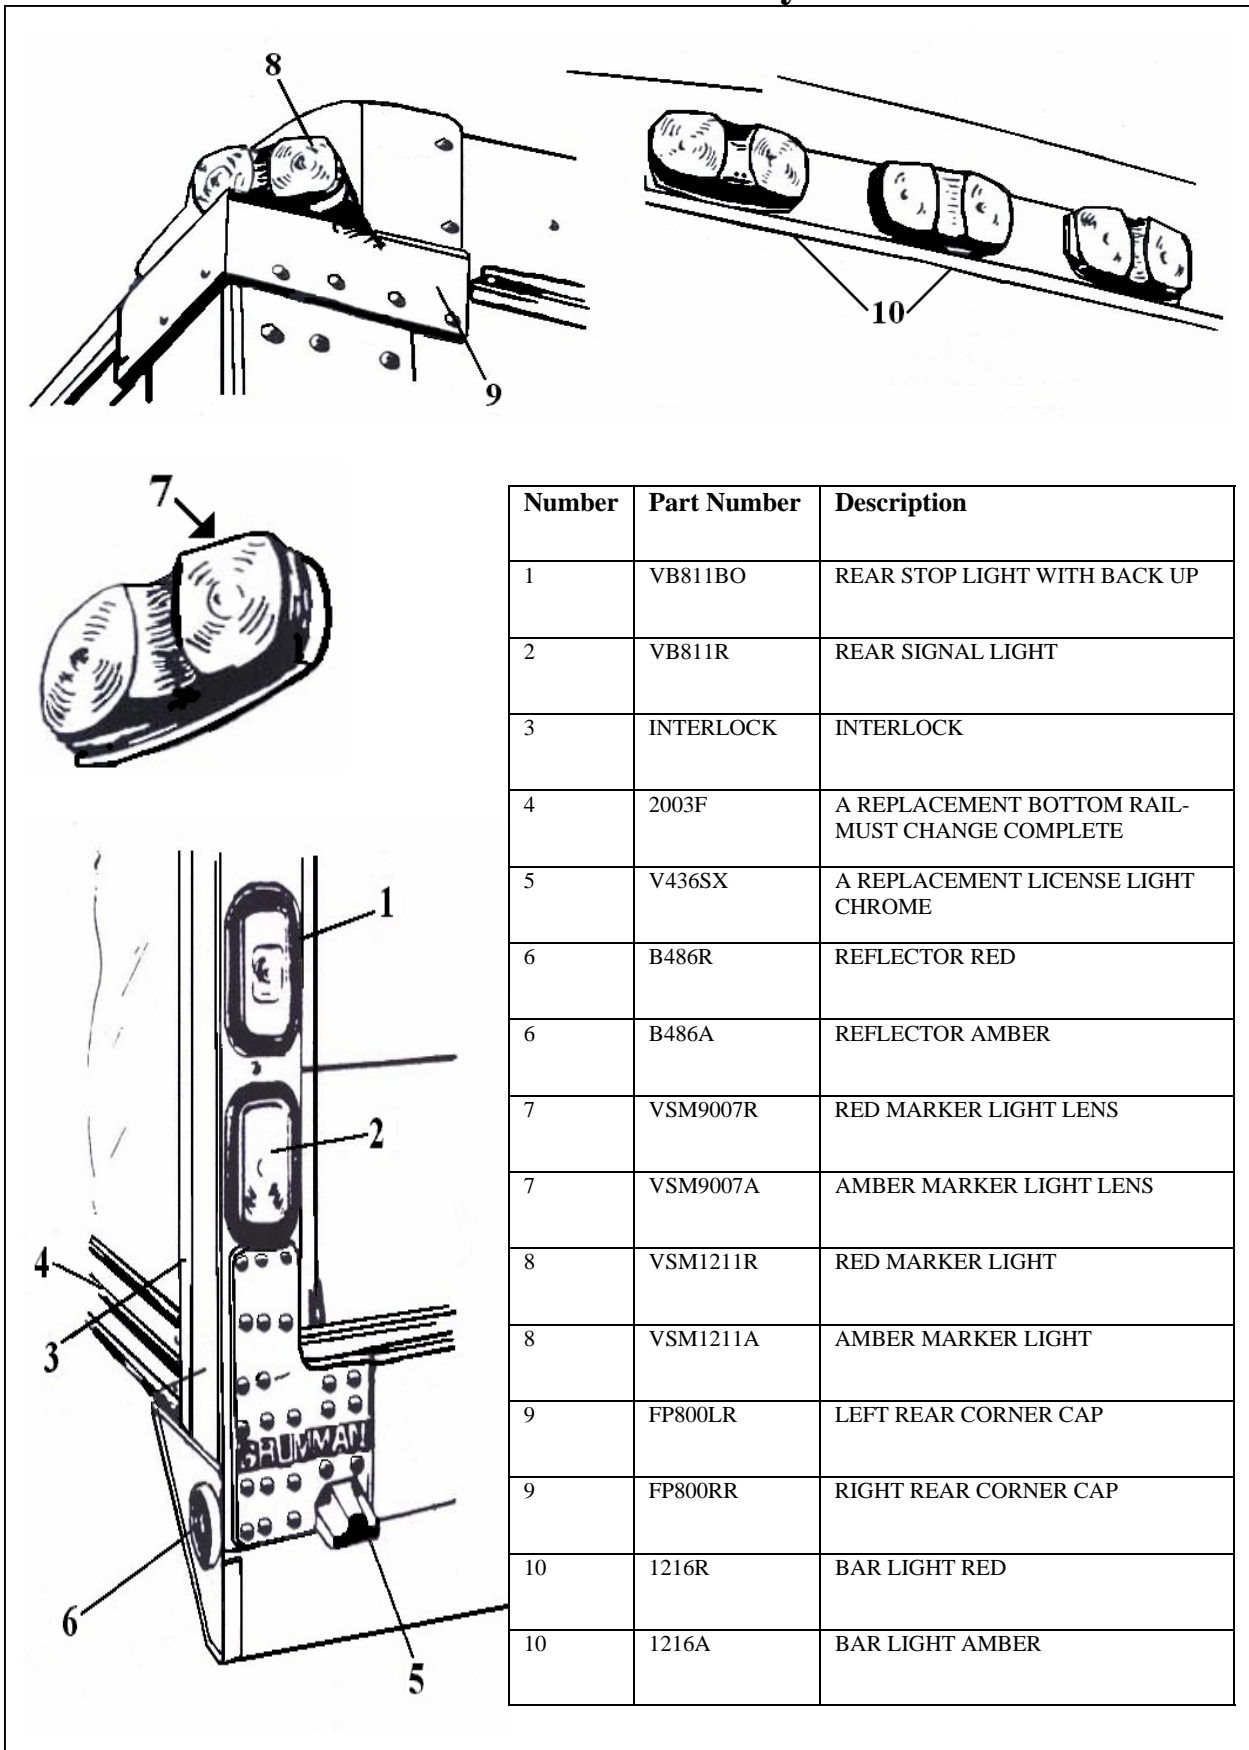 8
9
10
7
Number Part Number Description
1 VB811BO REAR STOP LIGHT WITH BACK UP
2 VB811R REAR SIGNAL LIGHT
3 INTERLOCK INTERLOCK
4 2003F A REPLACEMENT BOTTOM RAIL-
MUST CHANGE COMPLETE
5 V436SX A REPLACEMENT LICENSE LIGHT
CHROME
6 B486R REFLECTOR RED
6 B486A REFLECTOR AMBER
7 VSM9007R RED MARKER LIGHT LENS
7 VSM9007A AMBER MARKER LIGHT LENS
8 VSM1211R RED MARKER LIGHT
8 VSM1211A AMBER MARKER LIGHT
9 FP800LR LEFT REAR CORNER CAP
9 FP800RR RIGHT REAR CORNER CAP
10 1216R BAR LIGHT RED
10 1216A BAR LIGHT AMBER
1
2
4
3
GHUMMAN
6
5